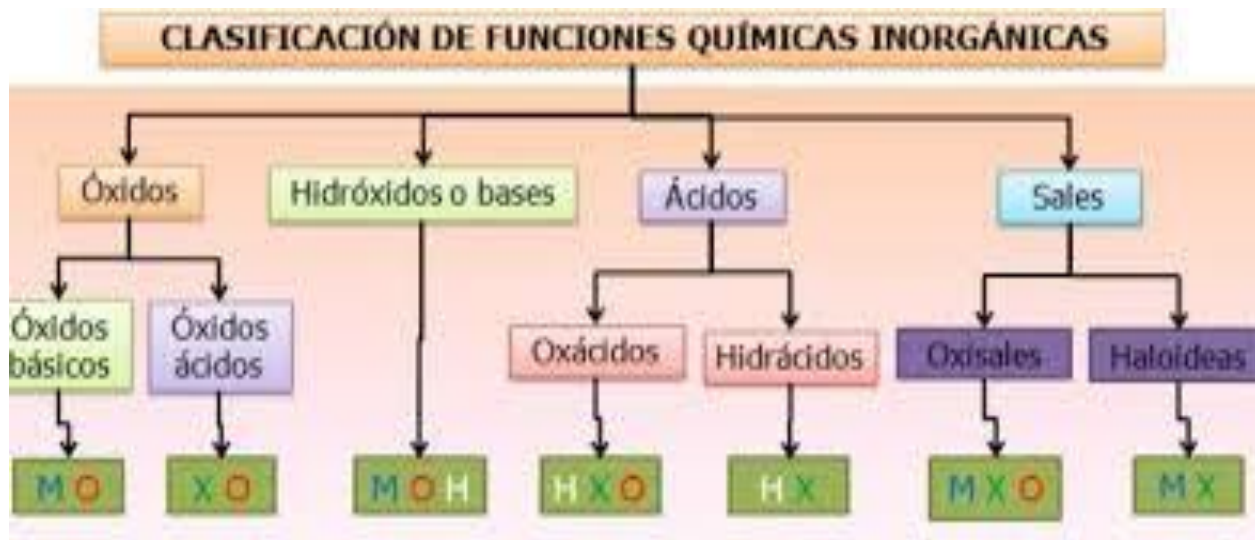 CLASIFICACIÓN DE FUNCIONES QUÍMICAS INORGÁNICAS
Óxidos
Hidróxidos o bases
Ácidos
Sales
Óxidos
básicos
Óxidos
ácidos
Oxácidos
Hidrácidos
Oxisales
Haloideas
M O
X O
M O H
H X O
H X
M X O
M X